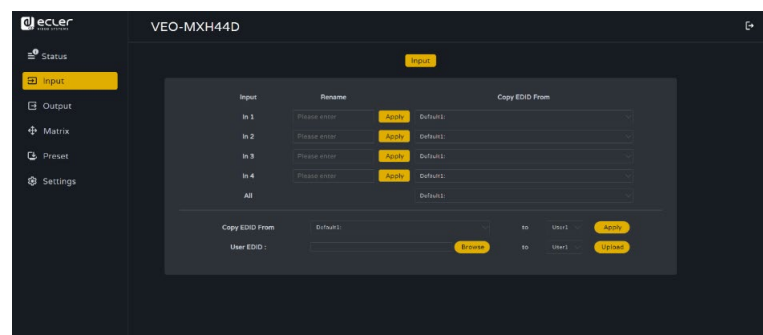 ecler
VEO-MXH44D
Status
Input
Output
Matrix
Preset
Settings
Input
Input Rename Copy EDID From
In 1 Please enter Apply Default1:
In 2 Please enter Apply Default1:
In 3 Please enter Apply Default1:
In 4 Please enter Apply Default1:
All Default1:
Copy EDID From Default1: to User1 Apply
User EDID : Browse to User1 Upload